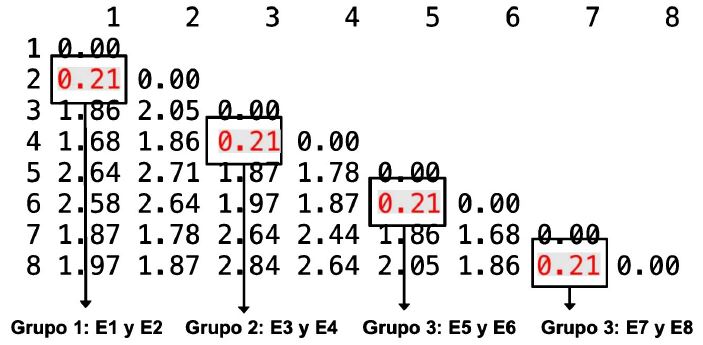 1 2 3 4 5 6 7 8
1 0.00
2 0.21 0.00
3 1.86 2.05 0.00
4 1.68 1.86 0.21 0.00
5 2.64 2.71 1.87 1.78 0.00
6 2.58 2.64 1.97 1.87 0.21 0.00
7 1.87 1.78 2.64 2.44 1.86 1.68 0.00
8 1.97 1.87 2.84 2.64 2.05 1.86 0.21 0.00
Grupo 1: E1 y E2 Grupo 2: E3 y E4 Grupo 3: E5 y E6 Grupo 3: E7 y E8